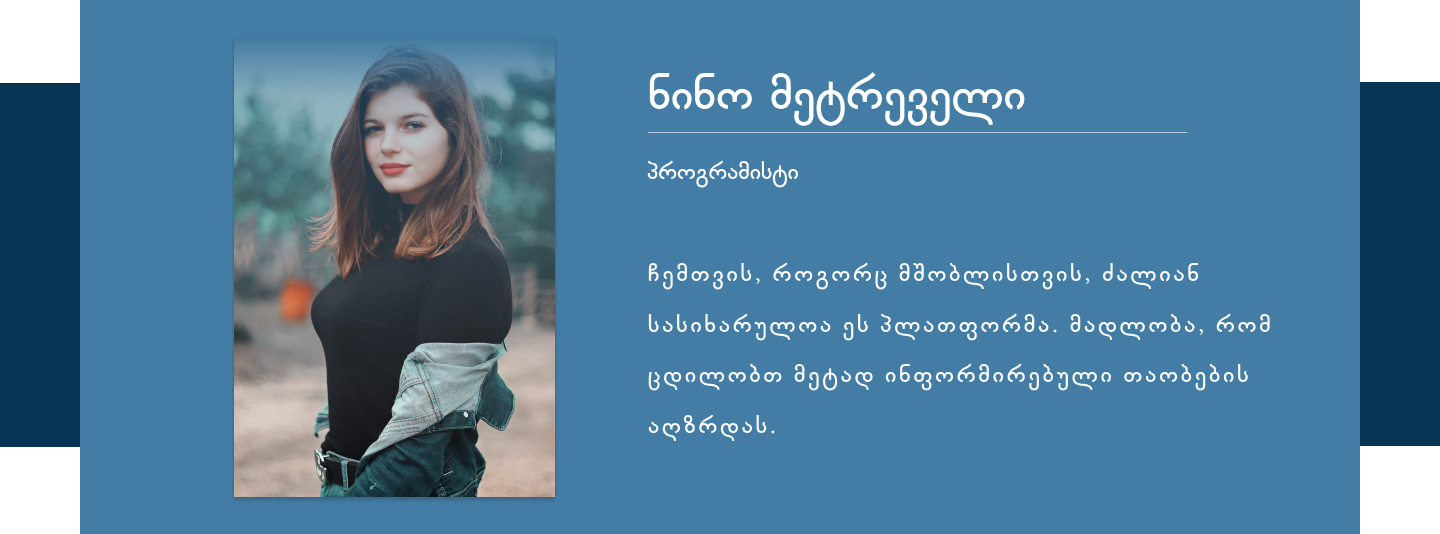 ნინო მეტრეველი
პროგრამისტი
ჩემთვის, როგორც მშობლისთვის, ძალიან
სასიხარულოა ეს პლათფორმა. მადლობა, რომ
ცდილობთ მეტად ინფორმირებული თაობების
აღზრდას.